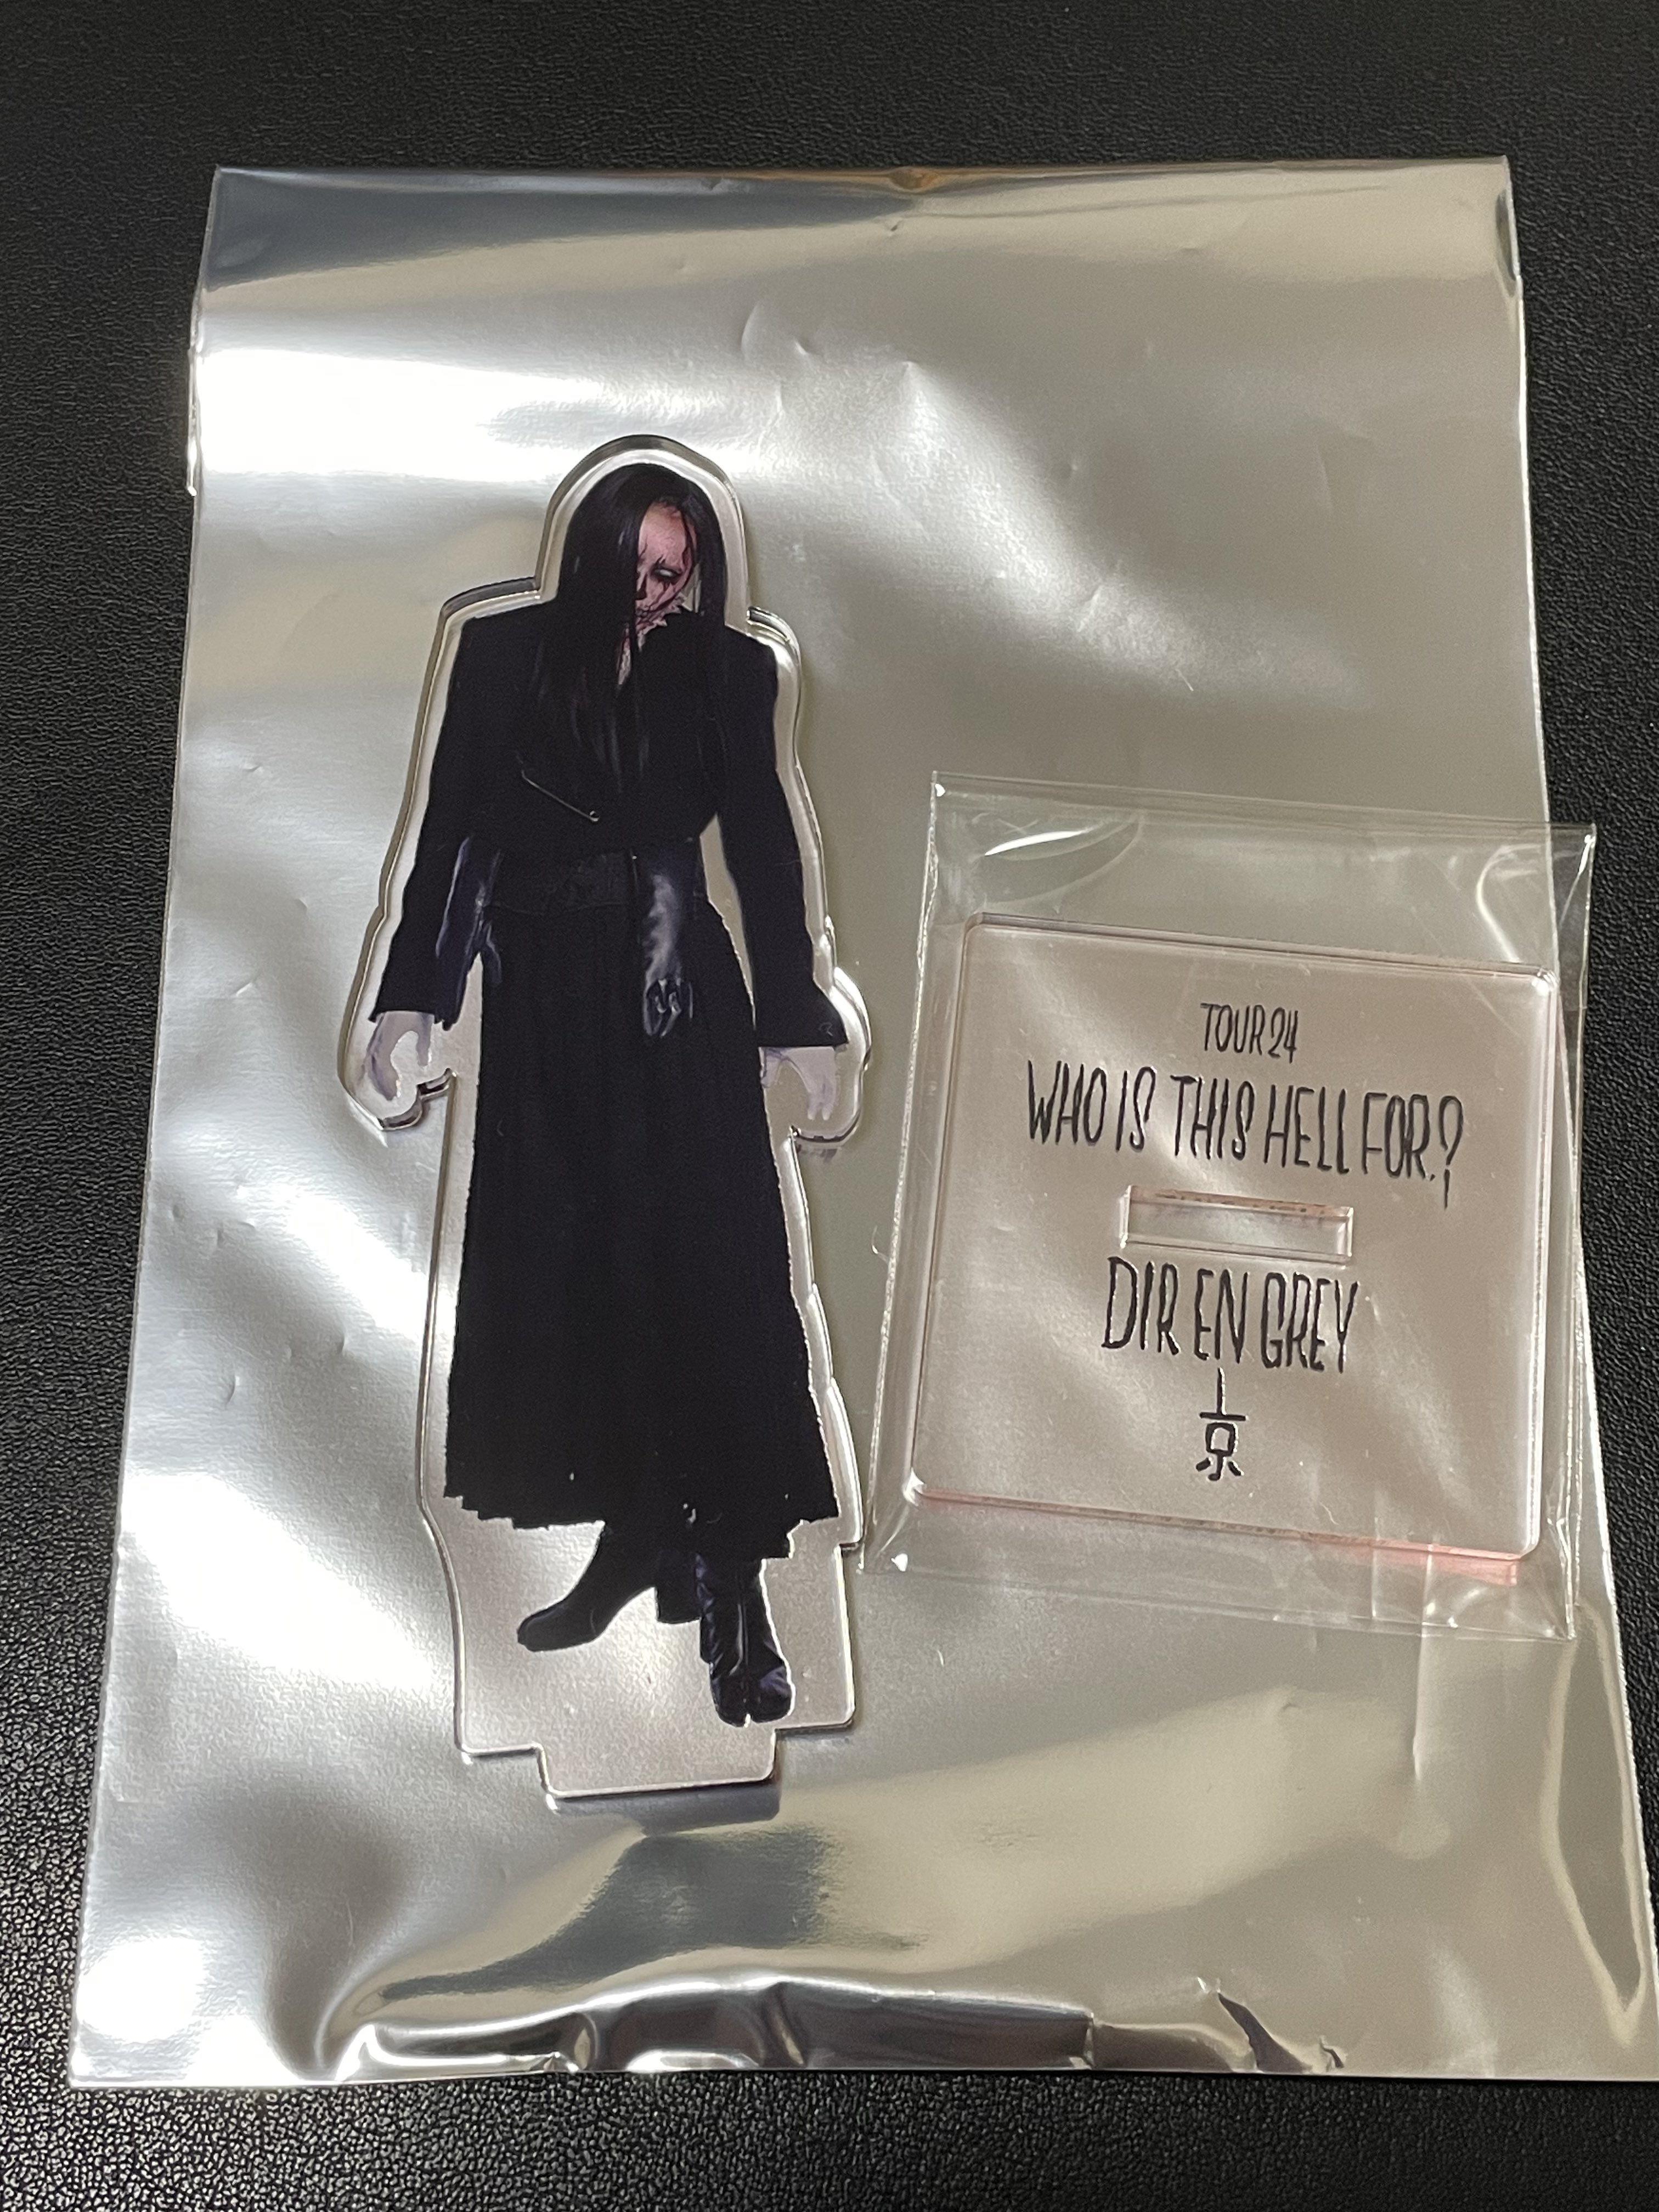 TOUR24
WHO IS THIS HELL FOR?
DIR EN GREY
京